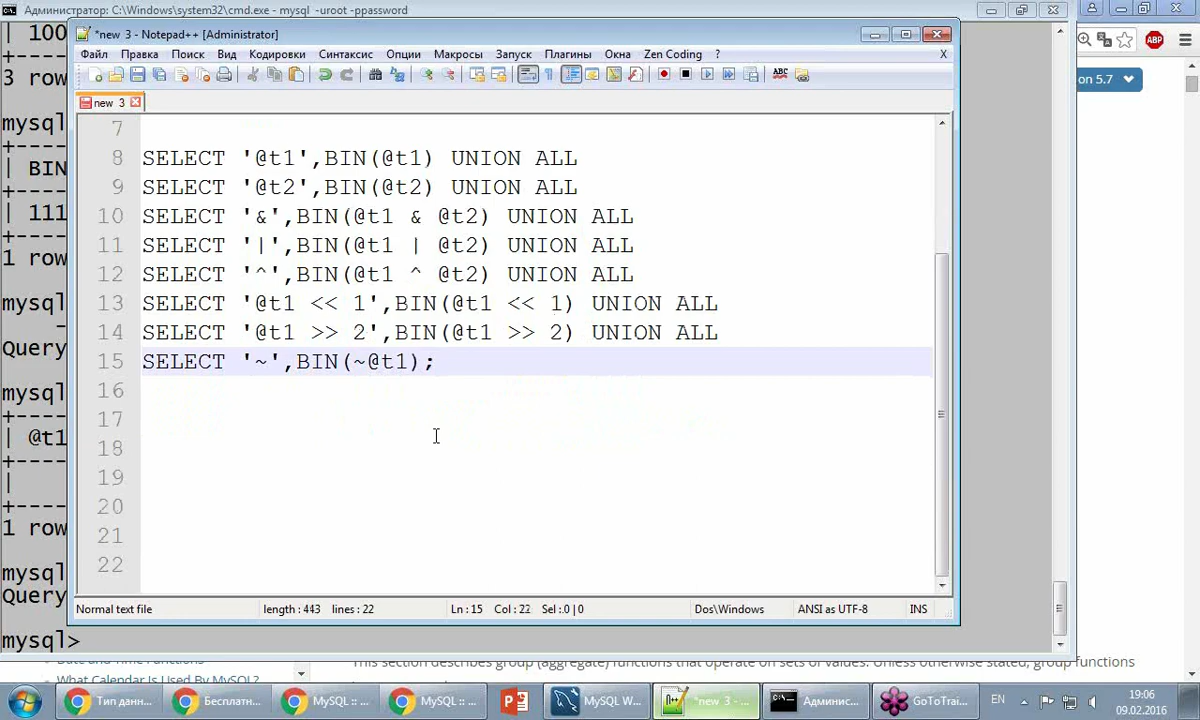 Администратор: C:\Windows\system32\cmd.exe - mysql -uroot -ppassword
*new 3 - Notepad++ [Administrator]
Файл Правка Поиск Вид Кодировки Синтаксис Опции Макросы Запуск Плагины Окна Zen Coding ? X
new 3
7
8 SELECT '@t1',BIN(@t1) UNION ALL
9 SELECT '@t2',BIN(@t2) UNION ALL
10 SELECT '&',BIN(@t1 & @t2) UNION ALL
11 SELECT '|',BIN(@t1 | @t2) UNION ALL
12 SELECT '^',BIN(@t1 ^ @t2) UNION ALL
13 SELECT '@t1 << 1',BIN(@t1 << 1) UNION ALL
14 SELECT '@t1 >> 2',BIN(@t1 >> 2) UNION ALL
15 SELECT '~',BIN(~@t1);
16
17
18
19
20
21
22
Normal text file length : 443 lines : 22 Ln : 15 Col : 22 Sel : 0 | 0 Dos\Windows ANSI as UTF-8 INS
| 100
+----
3 row
mysql
+----
| BIN
+----
| 111
+----
1 row
mysql
-
Query
mysql
+----
| @t1
+----
|
+----
1 row
mysql
Query
mysql>
ABP
on 5.7
Date and Time Functions
What Calendar Is Used By MySQL?
This section describes group (aggregate) functions that operate on sets of values. Unless otherwise stated, group functions
Тип данн...
Бесплатн...
MySQL :: ...
MySQL :: ...
MySQL W...
*new 3 - ...
Админис...
GoToTrai...
EN
19:06
09.02.2016